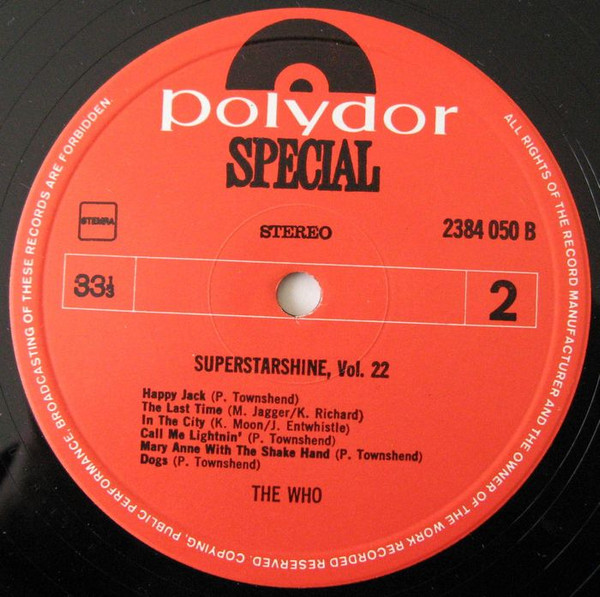 polydor
SPECIAL
STEMRA
STEREO
2384 050 B
33⅓
2
SUPERSTARSHINE, Vol. 22
Happy Jack (P. Townshend)
The Last Time (M. Jagger/K. Richard)
In The City (K. Moon/J. Entwhistle)
Call Me Lightnin' (P. Townshend)
Mary Anne With The Shake Hand (P. Townshend)
Dogs (P. Townshend)
THE WHO
ALL RIGHTS OF THE RECORD MANUFACTURER AND THE OWNER OF THE WORK RECORDED RESERVED. COPYING, PUBLIC PERFORMANCE, BROADCASTING OF THESE RECORDS ARE FORBIDDEN.